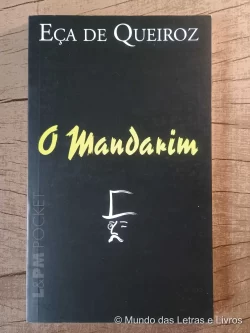 EÇA DE QUEIROZ
O Mandarim
L&PM POCKET
© Mundo das Letras e Livros